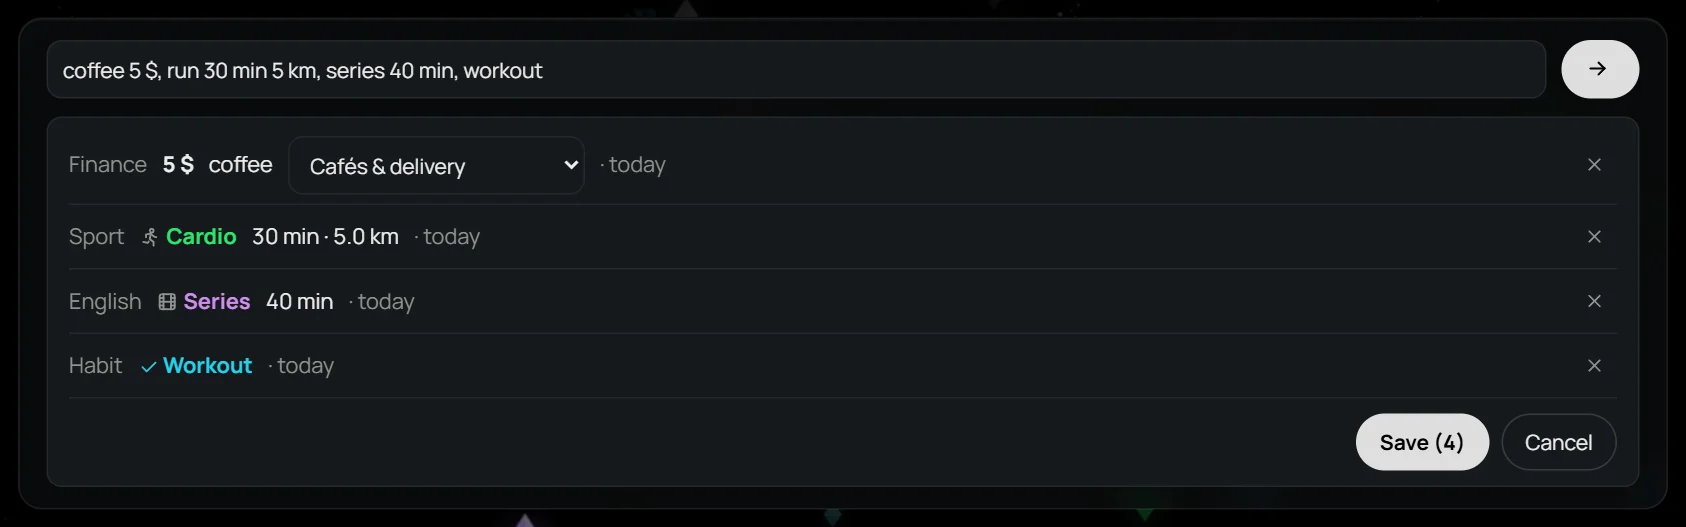 coffee 5 $, run 30 min 5 km, series 40 min, workout
→
Finance 5 $ coffee Cafés & delivery · today ×
Sport Cardio 30 min · 5.0 km · today ×
English Series 40 min · today ×
Habit ✓ Workout · today ×
Save (4) Cancel